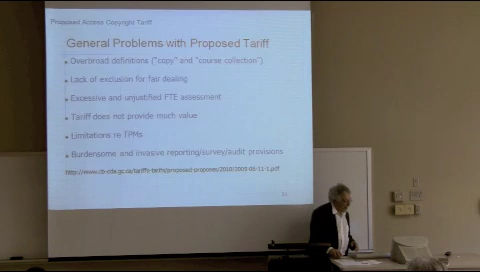 Proposed Access Copyright Tariff
General Problems with Proposed Tariff
Overbroad definitions ("copy" and "course collection")
Lack of exclusion for fair dealing
Excessive and unjustified FTE assessment
Tariff does not provide much value
Limitations re TPMs
Burdensome and invasive reporting/survey/audit provisions